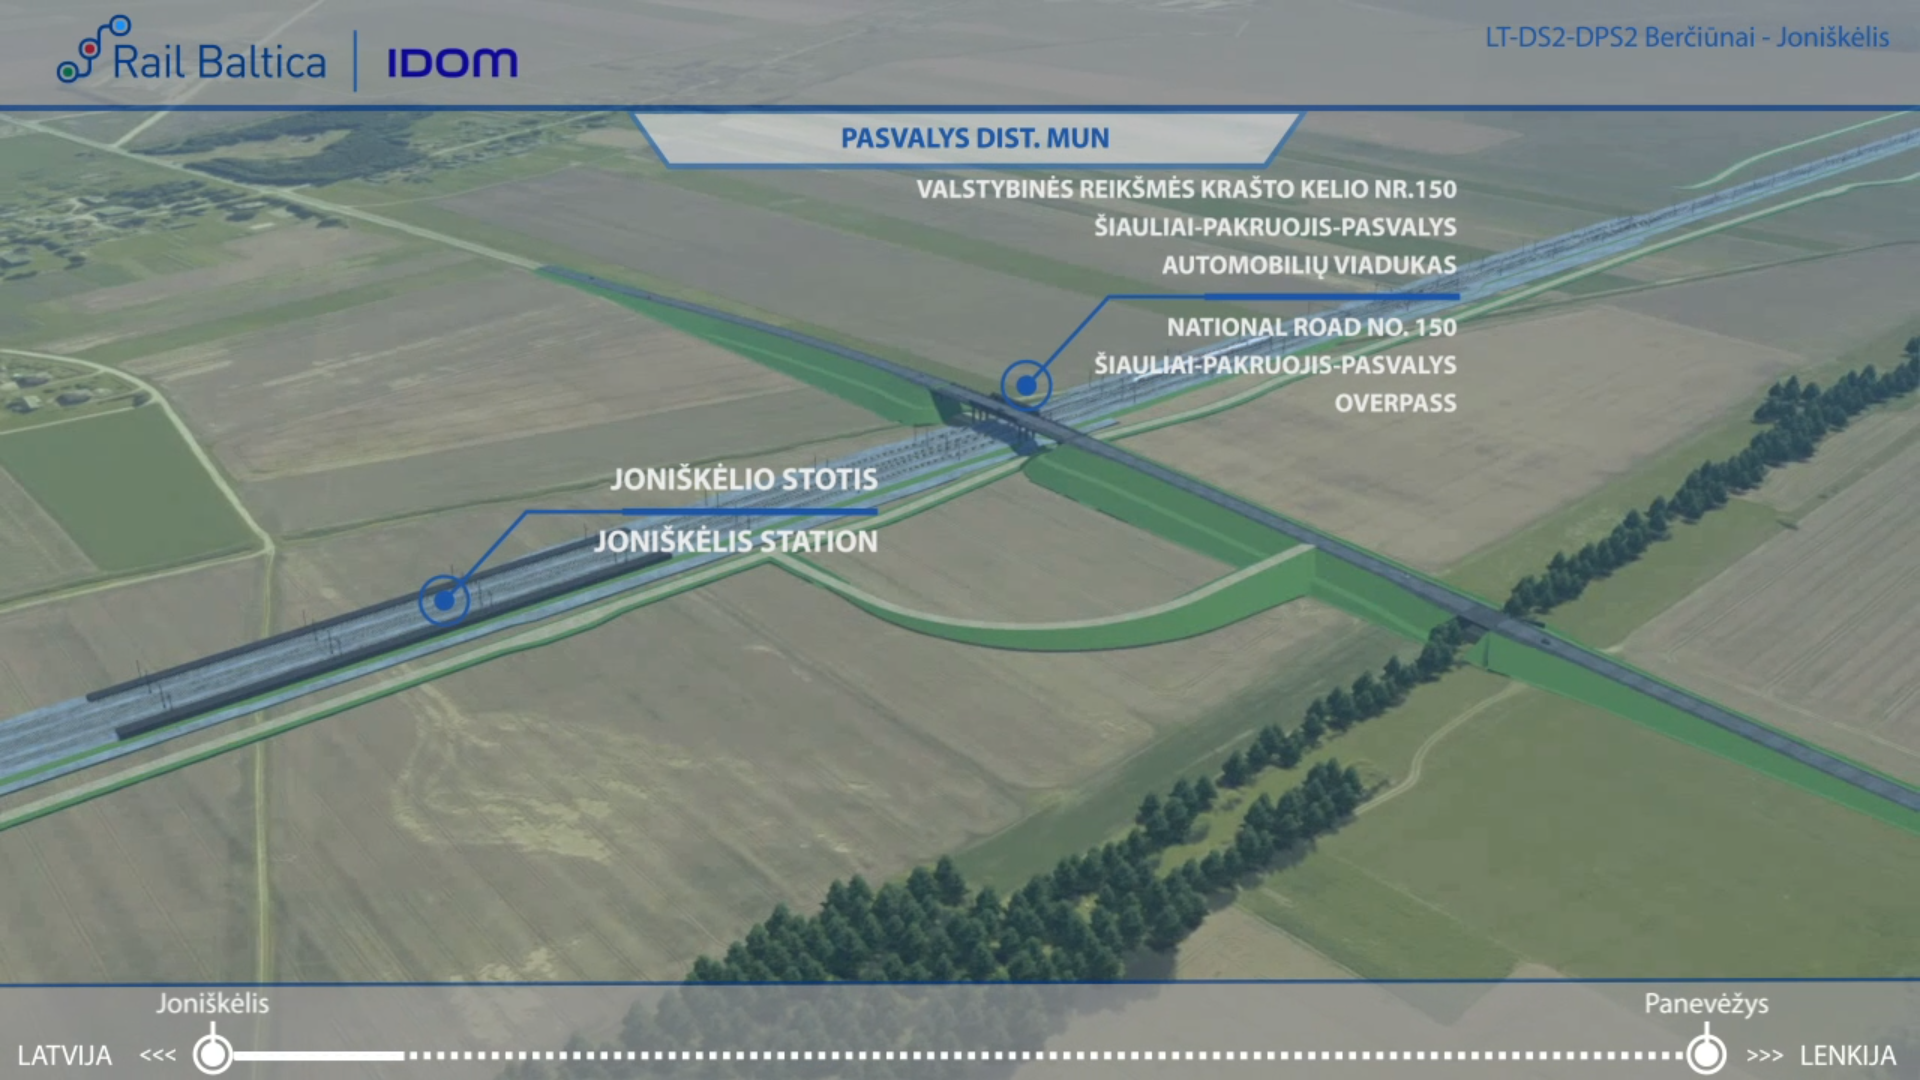 Rail Baltica
IDOM
LT-DS2-DPS2 Berčiūnai - Joniškėlis
PASVALYS DIST. MUN
VALSTYBINĖS REIKŠMĖS KRAŠTO KELIO NR.150
ŠIAULIAI-PAKRUOJIS-PASVALYS
AUTOMOBILIŲ VIADUKAS
NATIONAL ROAD NO. 150
ŠIAULIAI-PAKRUOJIS-PASVALYS
OVERPASS
JONIŠKĖLIO STOTIS
JONIŠKĖLIS STATION
Joniškėlis
Panevėžys
LATVIJA <<<
>>> LENKIJA